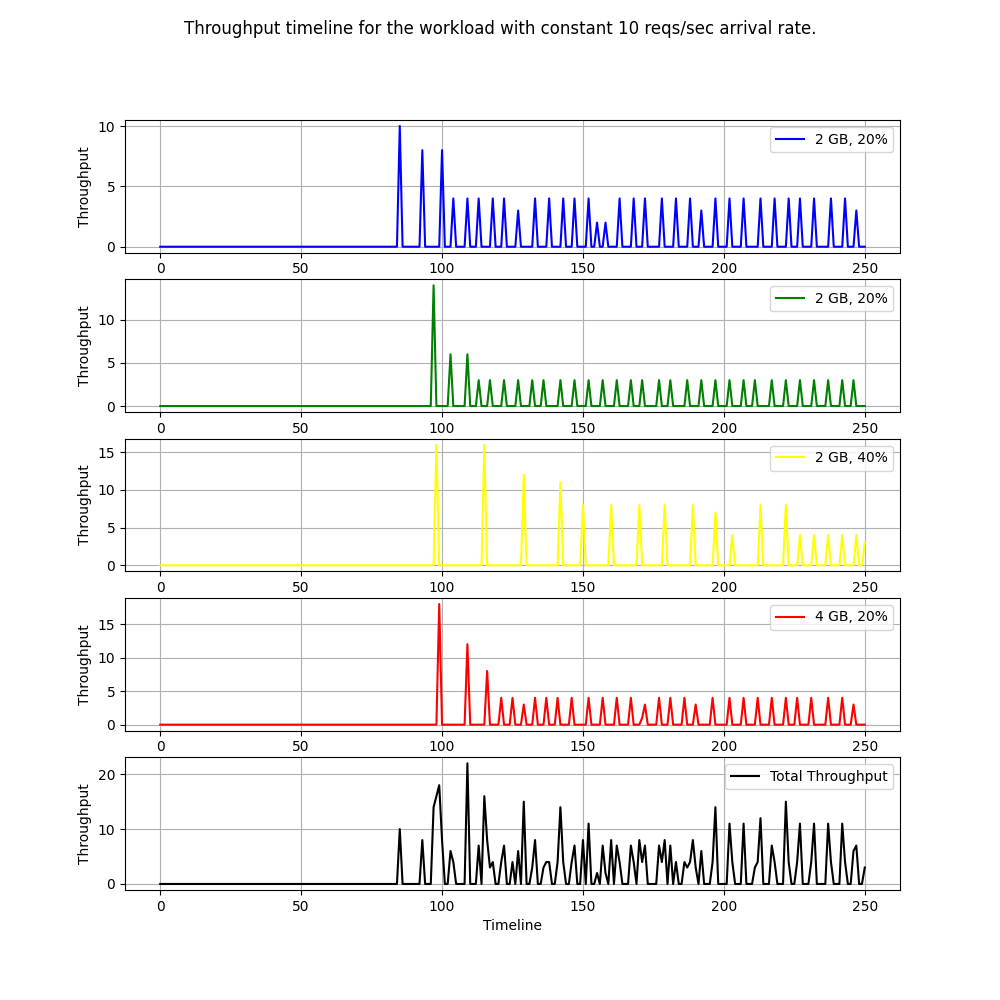 Throughput timeline for the workload with constant 10 reqs/sec arrival rate.
10
5
0
Throughput
2 GB, 20%
0 50 100 150 200 250
10
5
0
Throughput
2 GB, 20%
0 50 100 150 200 250
15
10
5
0
Throughput
2 GB, 40%
0 50 100 150 200 250
15
10
5
0
Throughput
4 GB, 20%
0 50 100 150 200 250
20
10
0
Throughput
Total Throughput
0 50 100 150 200 250
Timeline